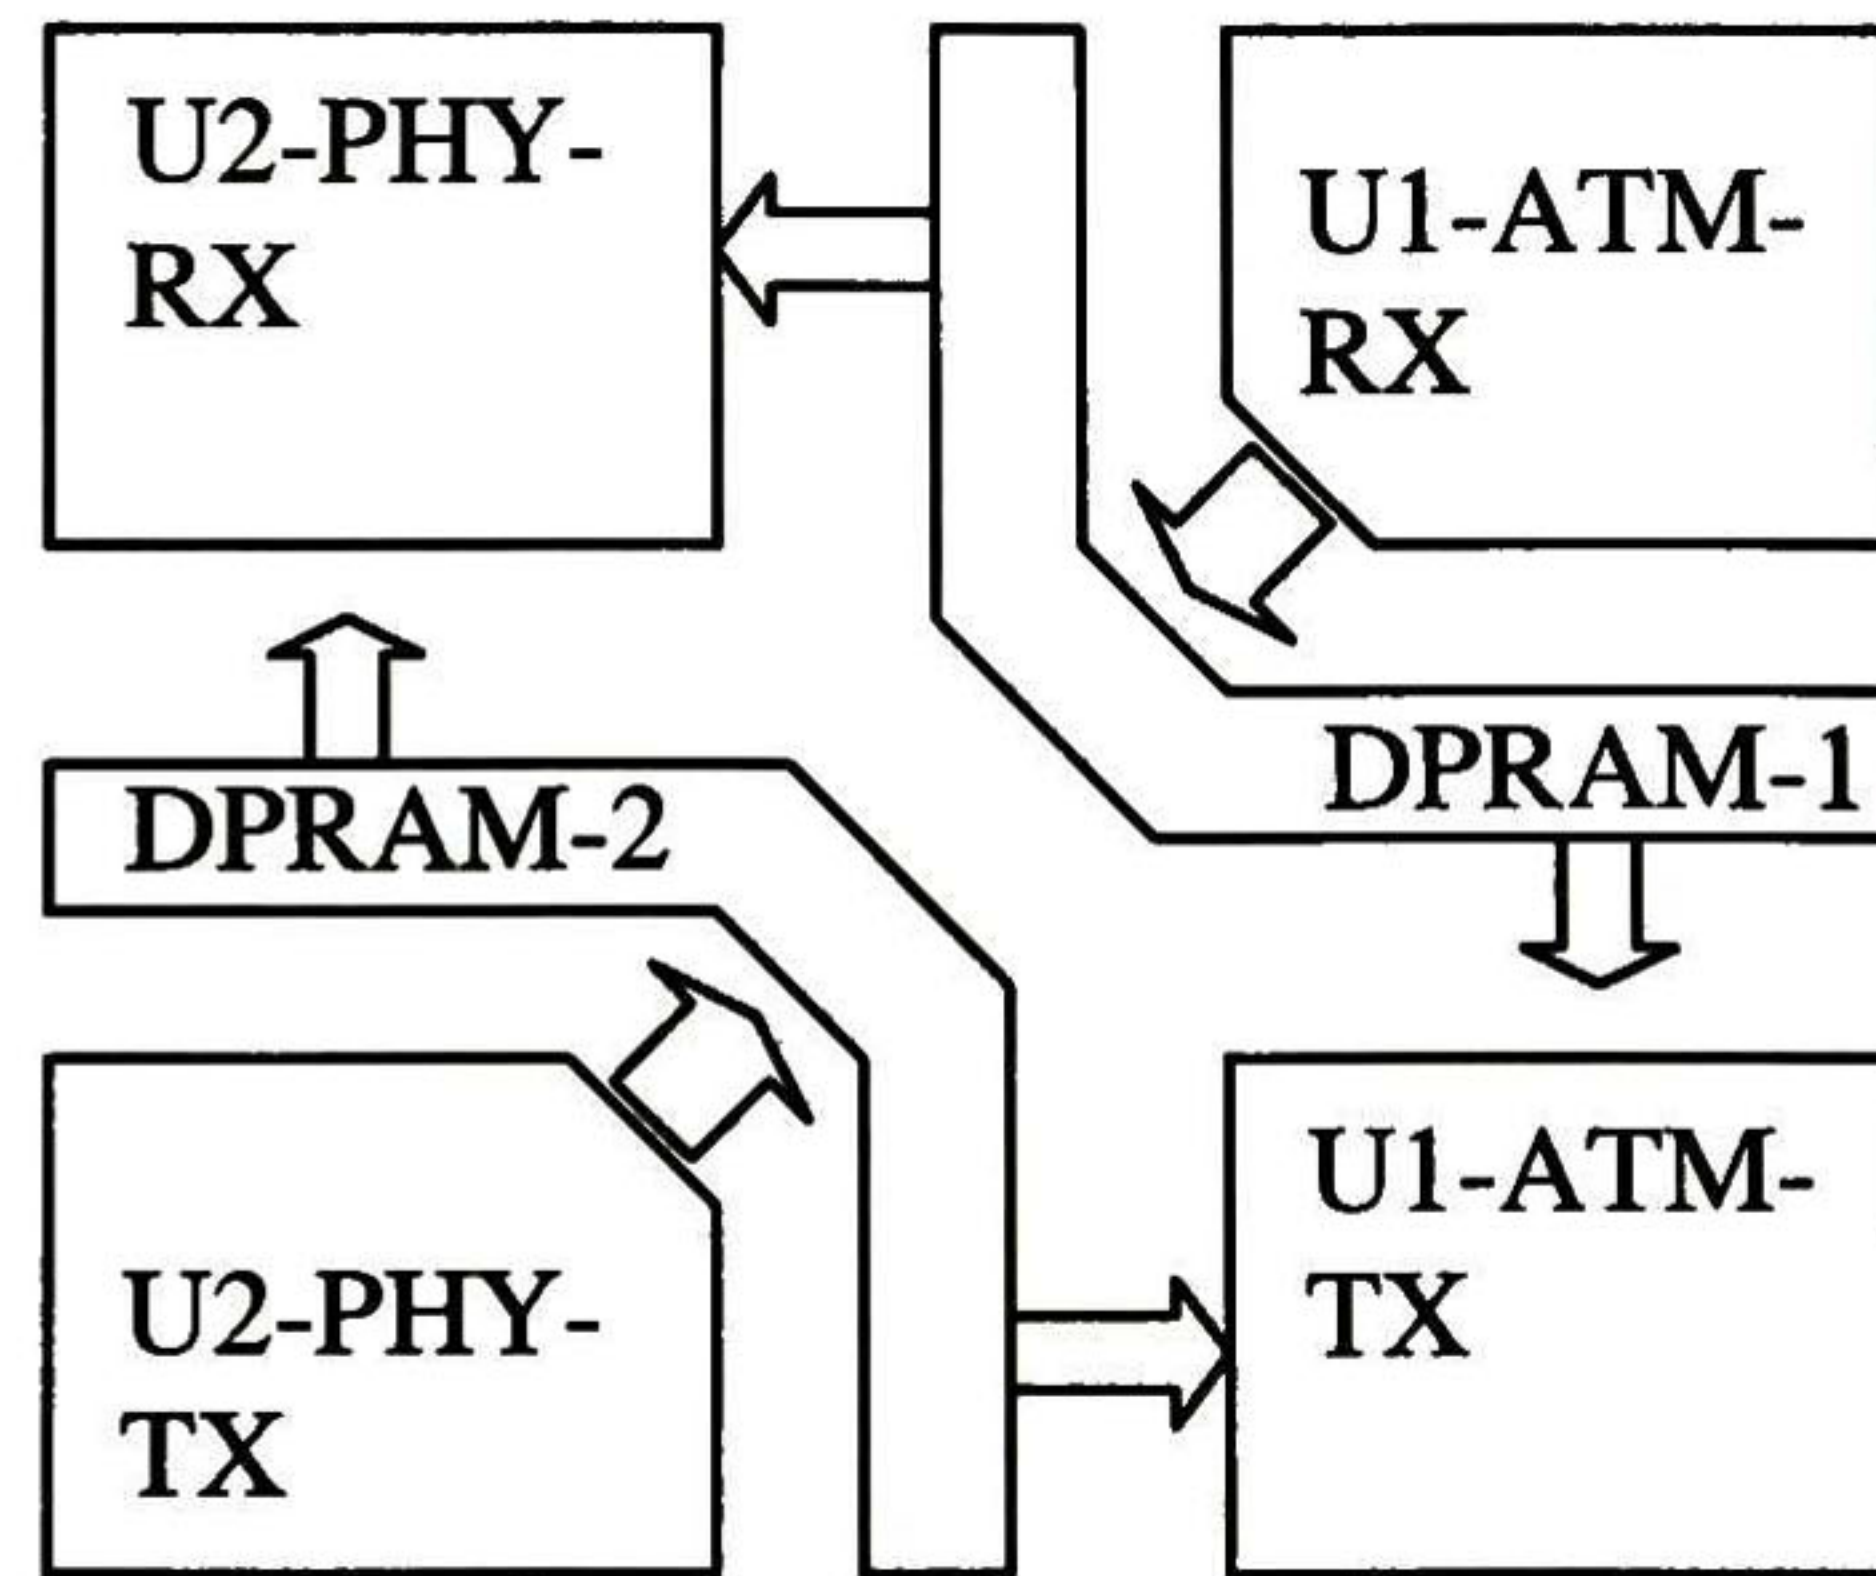 U2-PHY-
RX
U1-ATM-
RX
DPRAM-1
DPRAM-2
U2-PHY-
TX
U1-ATM-
TX